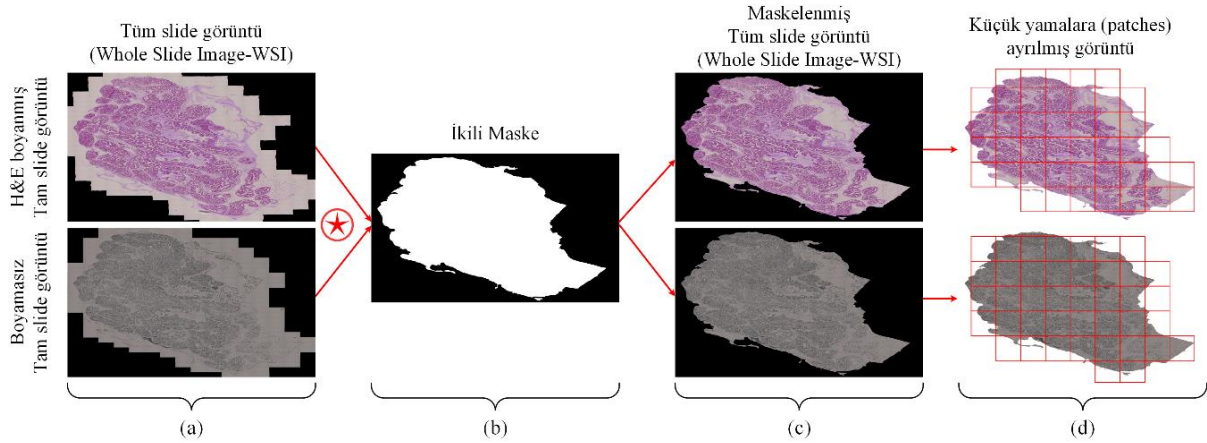 Tüm slide görüntü
(Whole Slide Image-WSI)
H&E boyanmış
Tam slide görüntü
Boyamasız
Tam slide görüntü
İkili Maske
Maskelenmiş
Tüm slide görüntü
(Whole Slide Image-WSI)
Küçük yamalara (patches)
ayrılmış görüntü
(a)
(b)
(c)
(d)